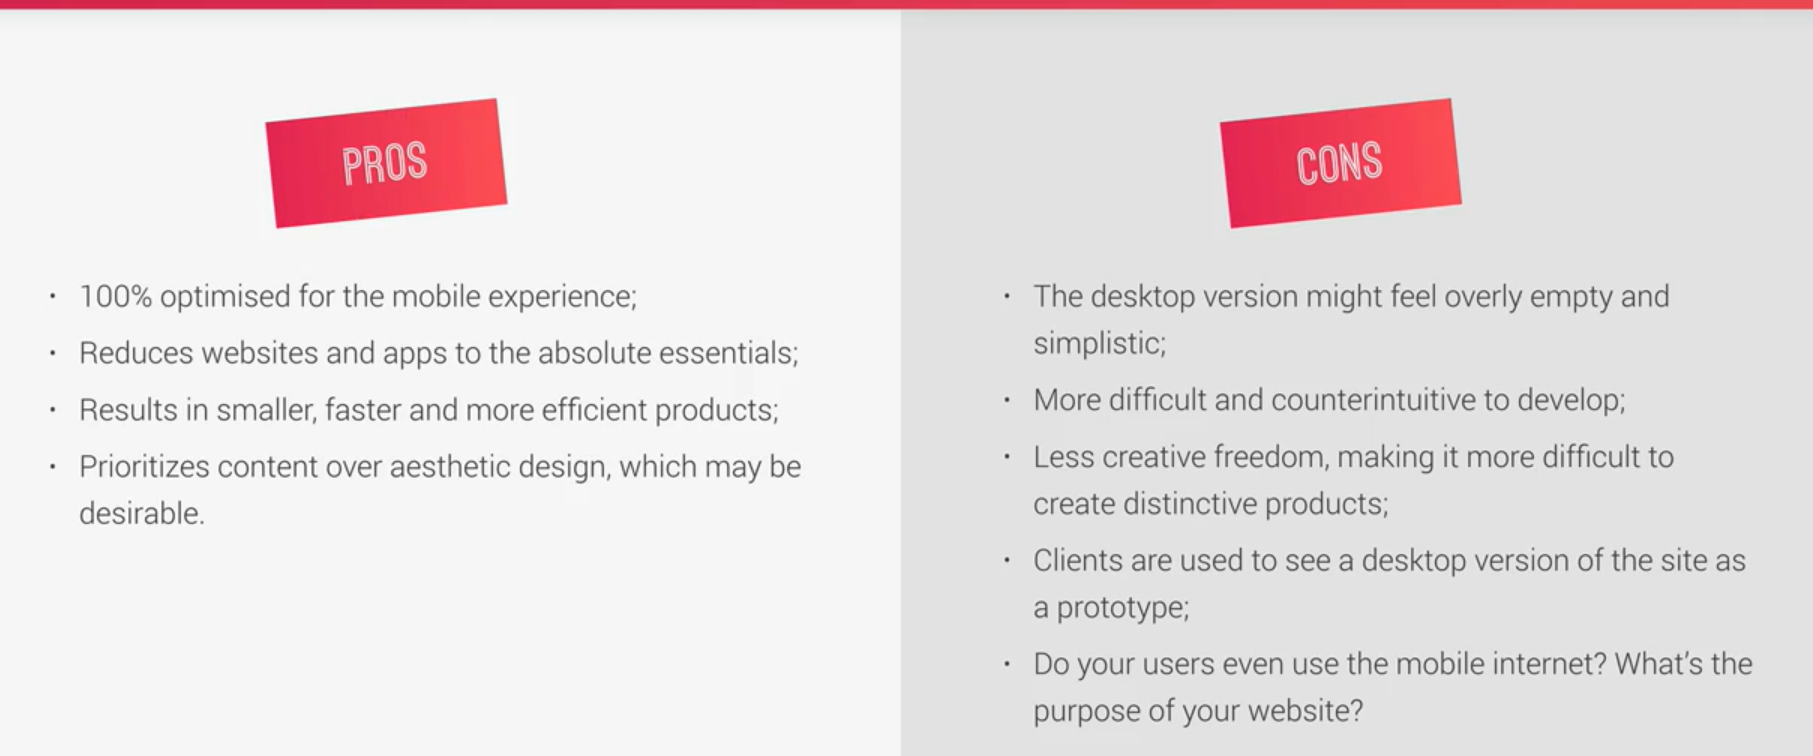 PROS
• 100% optimised for the mobile experience;
• Reduces websites and apps to the absolute essentials;
• Results in smaller, faster and more efficient products;
• Prioritizes content over aesthetic design, which may be
desirable.
CONS
• The desktop version might feel overly empty and
simplistic;
• More difficult and counterintuitive to develop;
• Less creative freedom, making it more difficult to
create distinctive products;
• Clients are used to see a desktop version of the site as
a prototype;
• Do your users even use the mobile internet? What’s the
purpose of your website?